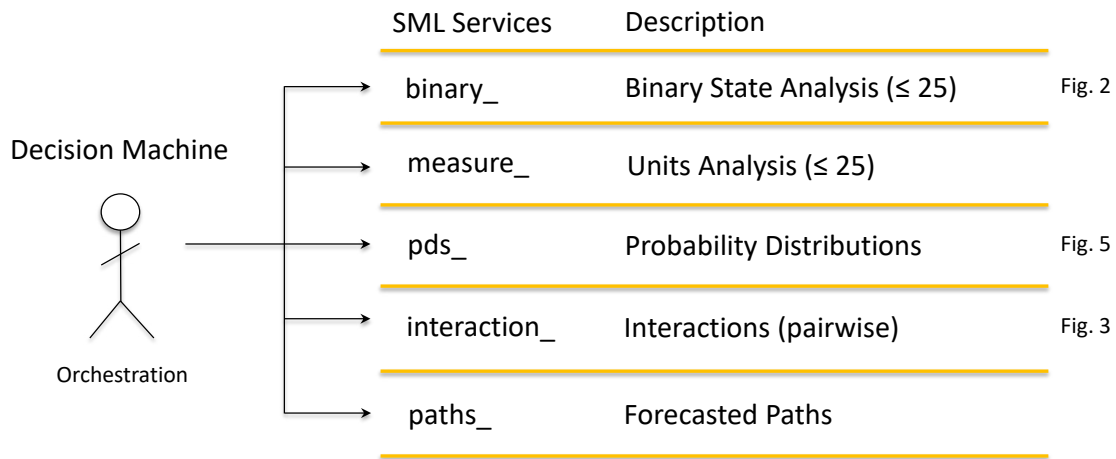 SML Services Description
binary_ Binary State Analysis (≤ 25) Fig. 2
Decision Machine
measure_ Units Analysis (≤ 25)
pds_ Probability Distributions Fig. 5
interaction_ Interactions (pairwise) Fig. 3
Orchestration
paths_ Forecasted Paths